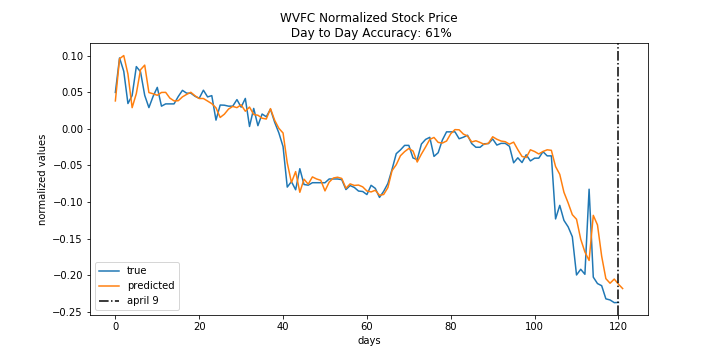 WVFC Normalized Stock Price
Day to Day Accuracy: 61%
normalized values
0.10
0.05
0.00
−0.05
−0.10
−0.15
−0.20
−0.25
true
predicted
april 9
0
20
40
60
80
100
120
days